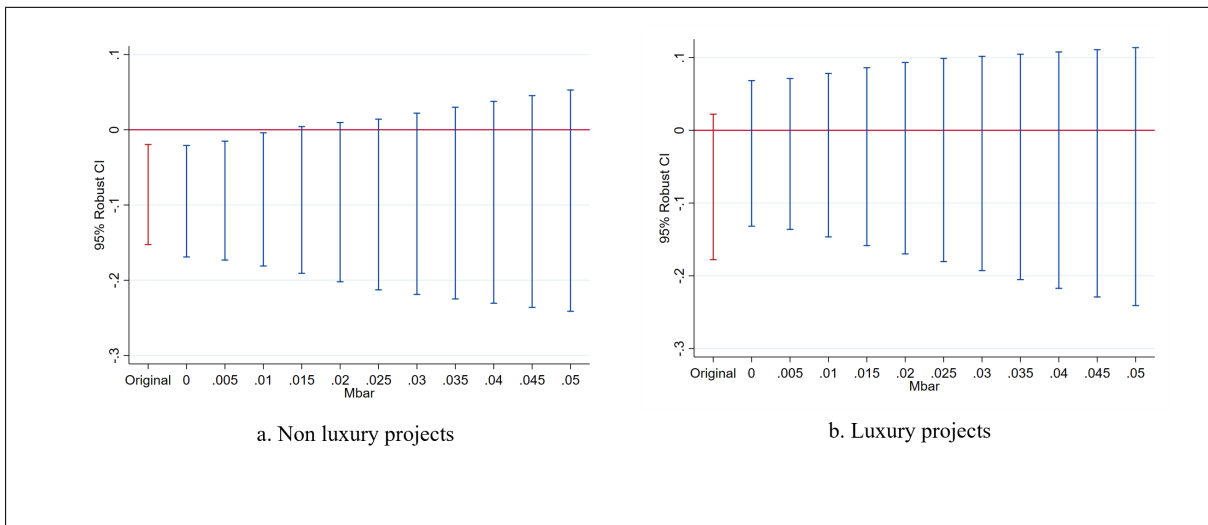 .1
0
-.1
-.2
-.3
95% Robust CI
Original 0 .005 .01 .015 .02 .025 .03 .035 .04 .045 .05
Mbar
a. Non luxury projects
.1
0
-.1
-.2
-.3
95% Robust CI
Original 0 .005 .01 .015 .02 .025 .03 .035 .04 .045 .05
Mbar
b. Luxury projects